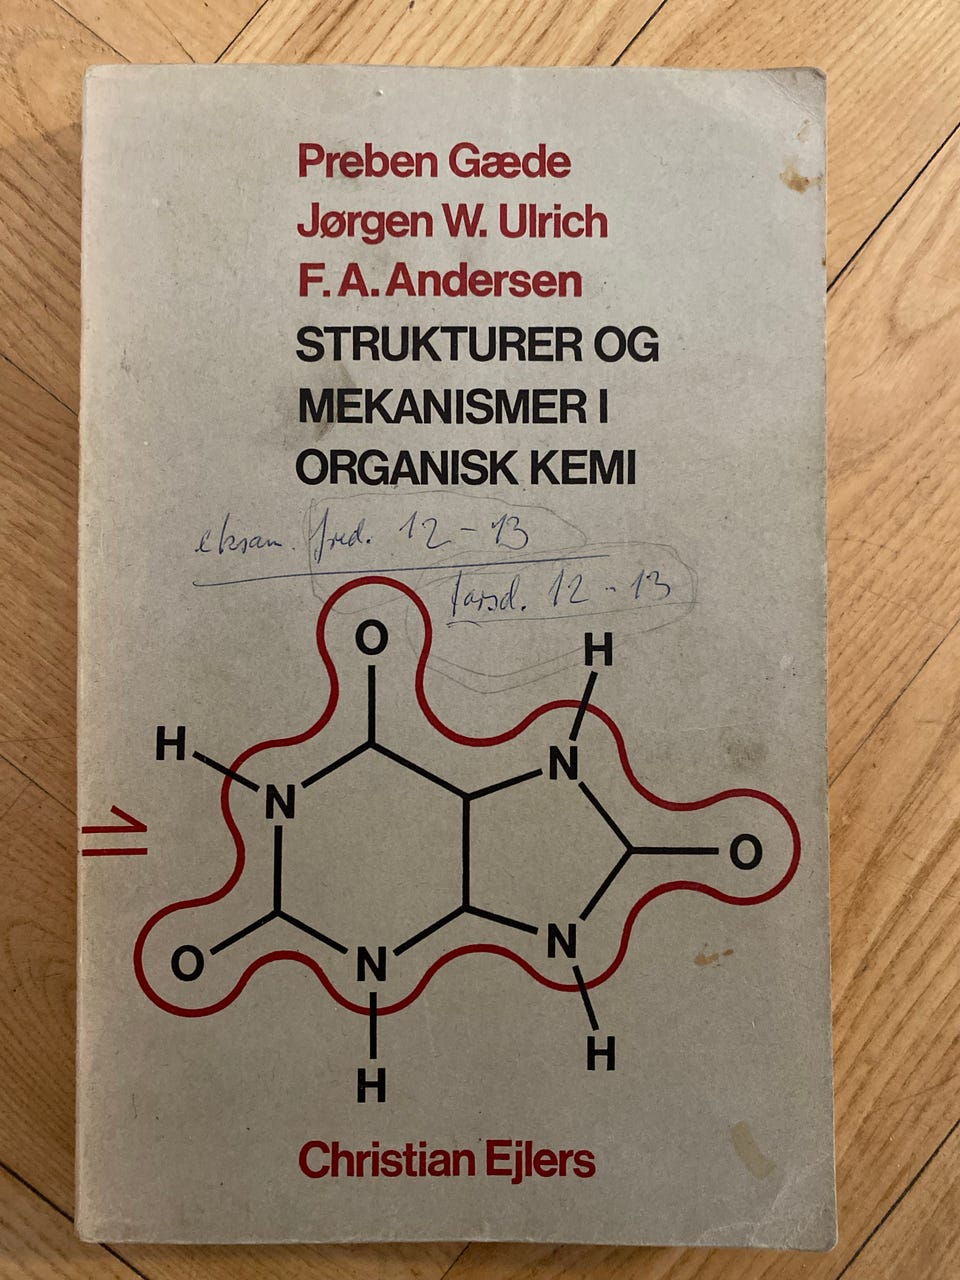 Preben Gæde
Jørgen W. Ulrich
F. A. Andersen
STRUKTURER OG
MEKANISMER I
ORGANISK KEMI
eksam. fred. 12-13
torsd. 12-13
O
H
H
N
N
O
O
N
N
H
H
Christian Ejlers